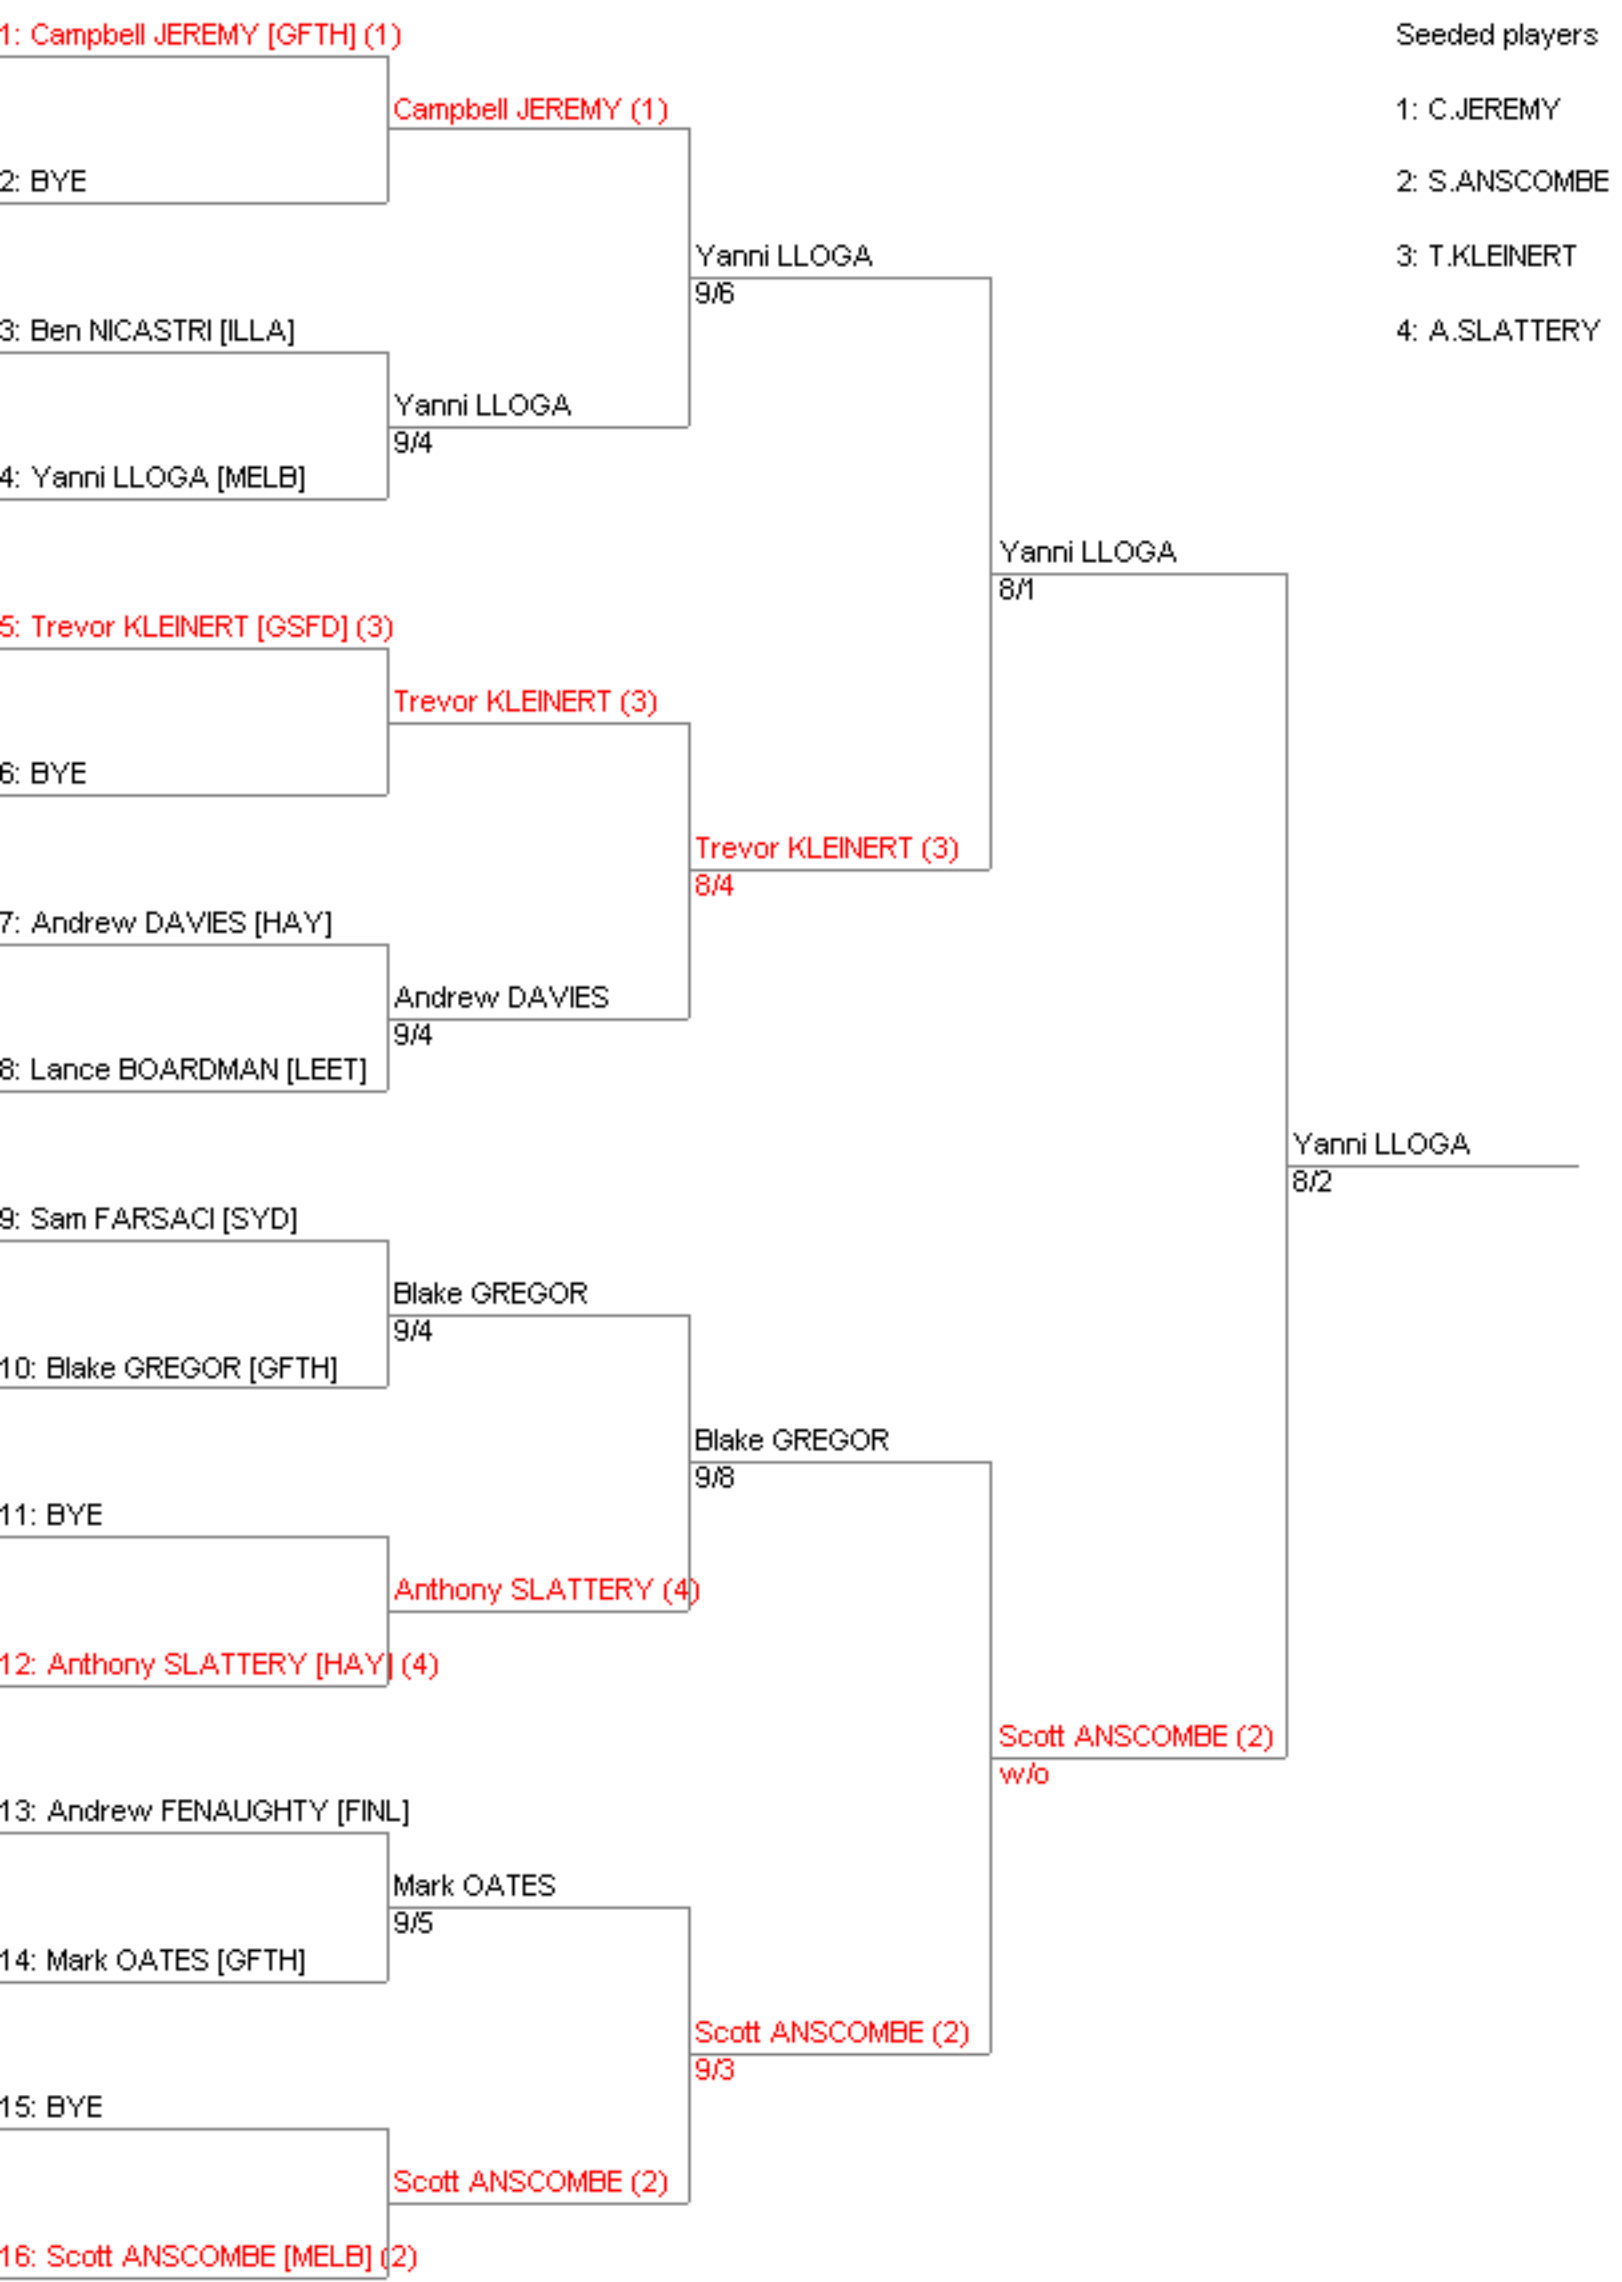 1: Campbell JEREMY [GFTH] (1)
Seeded players
Campbell JEREMY (1)
1: C.JEREMY
2: BYE
2: S.ANSCOMBE
Yanni LLOGA
3: T.KLEINERT
9/6
3: Ben NICASTRI [ILLA]
4: A.SLATTERY
Yanni LLOGA
9/4
4: Yanni LLOGA [MELB]
Yanni LLOGA
8/1
5: Trevor KLEINERT [GSFD] (3)
Trevor KLEINERT (3)
6: BYE
Trevor KLEINERT (3)
8/4
7: Andrew DAVIES [HAY]
Andrew DAVIES
9/4
8: Lance BOARDMAN [LEET]
Yanni LLOGA
8/2
9: Sam FARSACI [SYD]
Blake GREGOR
9/4
10: Blake GREGOR [GFTH]
Blake GREGOR
9/8
11: BYE
Anthony SLATTERY (4)
12: Anthony SLATTERY [HAY] (4)
Scott ANSCOMBE (2)
w/o
13: Andrew FENAUGHTY [FINL]
Mark OATES
9/5
14: Mark OATES [GFTH]
Scott ANSCOMBE (2)
9/3
15: BYE
Scott ANSCOMBE (2)
16: Scott ANSCOMBE [MELB] (2)